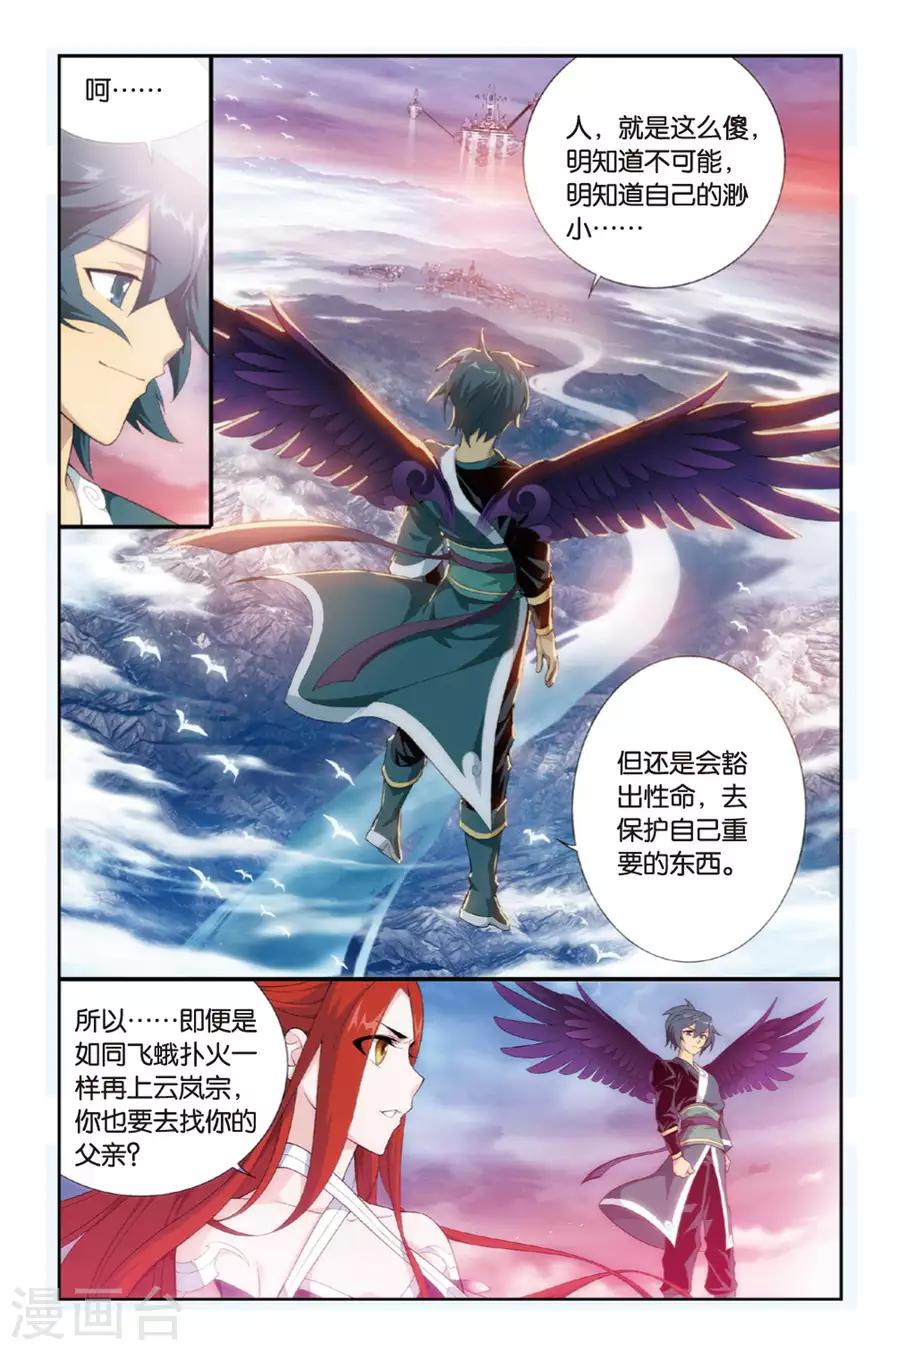 呵……
人，就是这么傻，
明知道不可能，
明知道自己的渺
小……
但还是会豁
出性命，去
保护自己重
要的东西。
所以……即便是
如同飞蛾扑火一
样再上云岚宗，
你也要去找你的
父亲？
漫画台